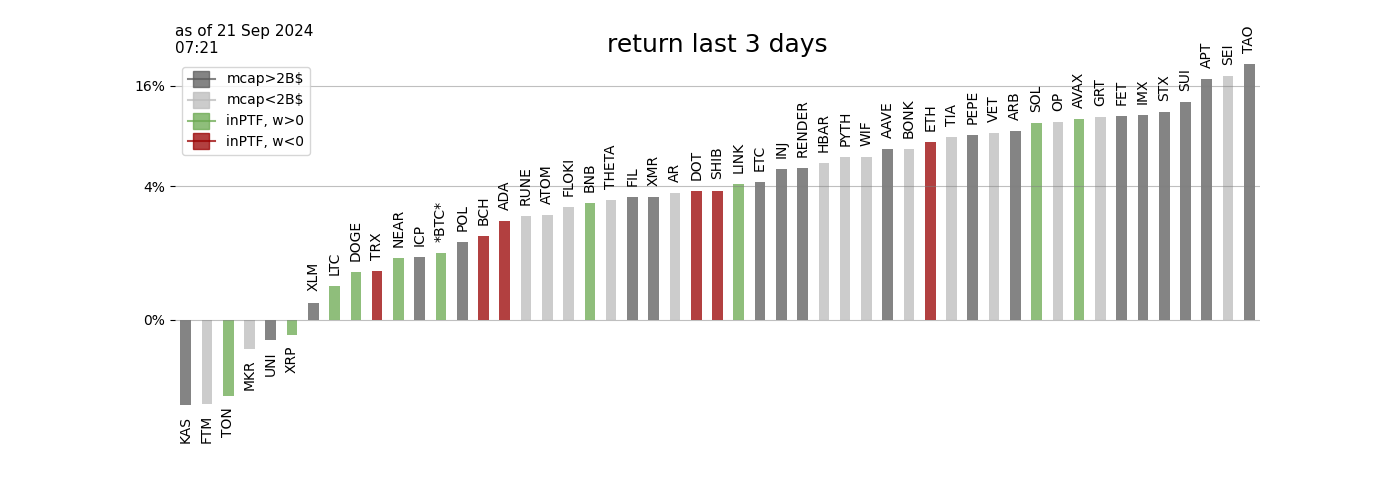 as of 21 Sep 2024
07:21
return last 3 days
mcap>2B$
mcap<2B$
inPTF, w>0
inPTF, w<0
16%
4%
0%
KAS
FTM
TON
MKR
UNI
XRP
XLM
LTC
DOGE
TRX
NEAR
ICP
*BTC*
POL
BCH
ADA
RUNE
ATOM
FLOKI
BNB
THETA
FIL
XMR
AR
DOT
SHIB
LINK
ETC
INJ
RENDER
HBAR
PYTH
WIF
AAVE
BONK
ETH
TIA
PEPE
VET
ARB
SOL
OP
AVAX
GRT
FET
IMX
STX
SUI
APT
SEI
TAO